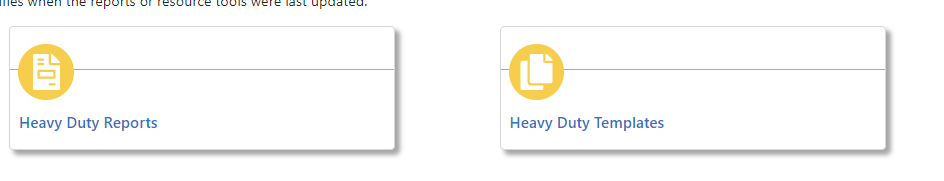 when the reports or resource tools were last updated.
Heavy Duty Reports
Heavy Duty Templates